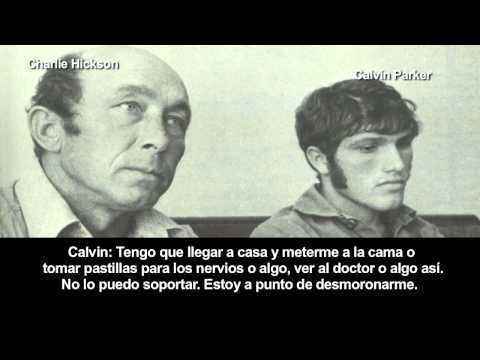 Charlie Hickson
Calvin Parker
Calvin: Tengo que llegar a casa y meterme a la cama o
tomar pastillas para los nervios o algo, ver al doctor o algo así.
No lo puedo soportar. Estoy a punto de desmoronarme.